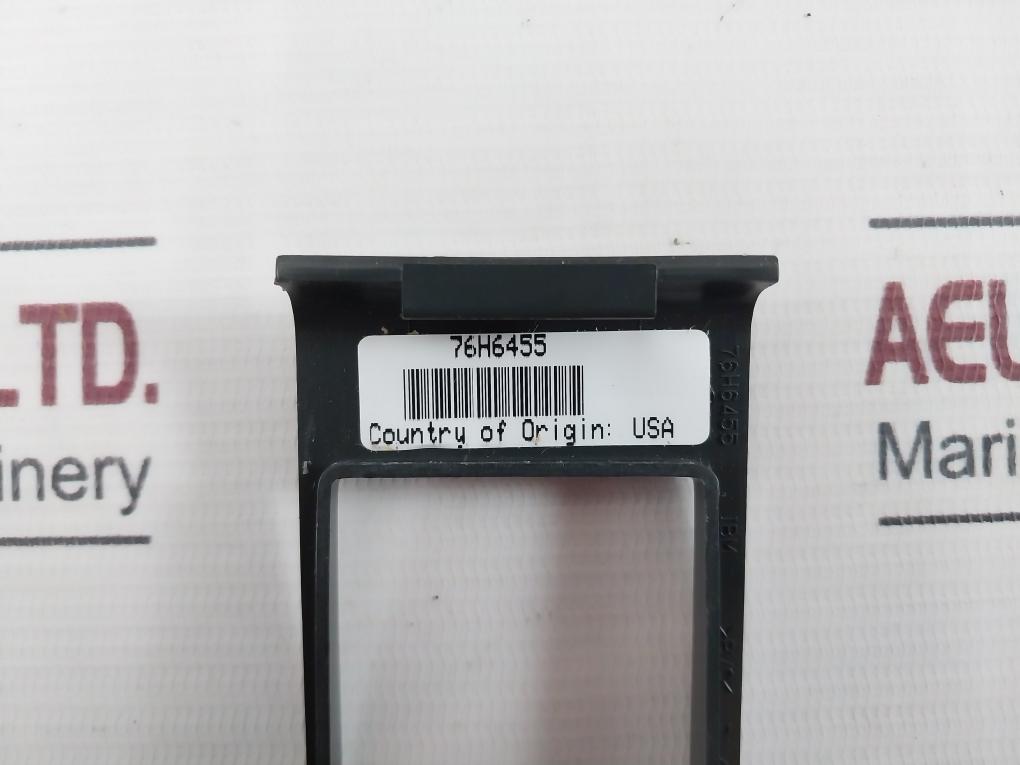 76H6455
Country of Origin: USA
76H6455
LTD.
inery
AEL
Mari